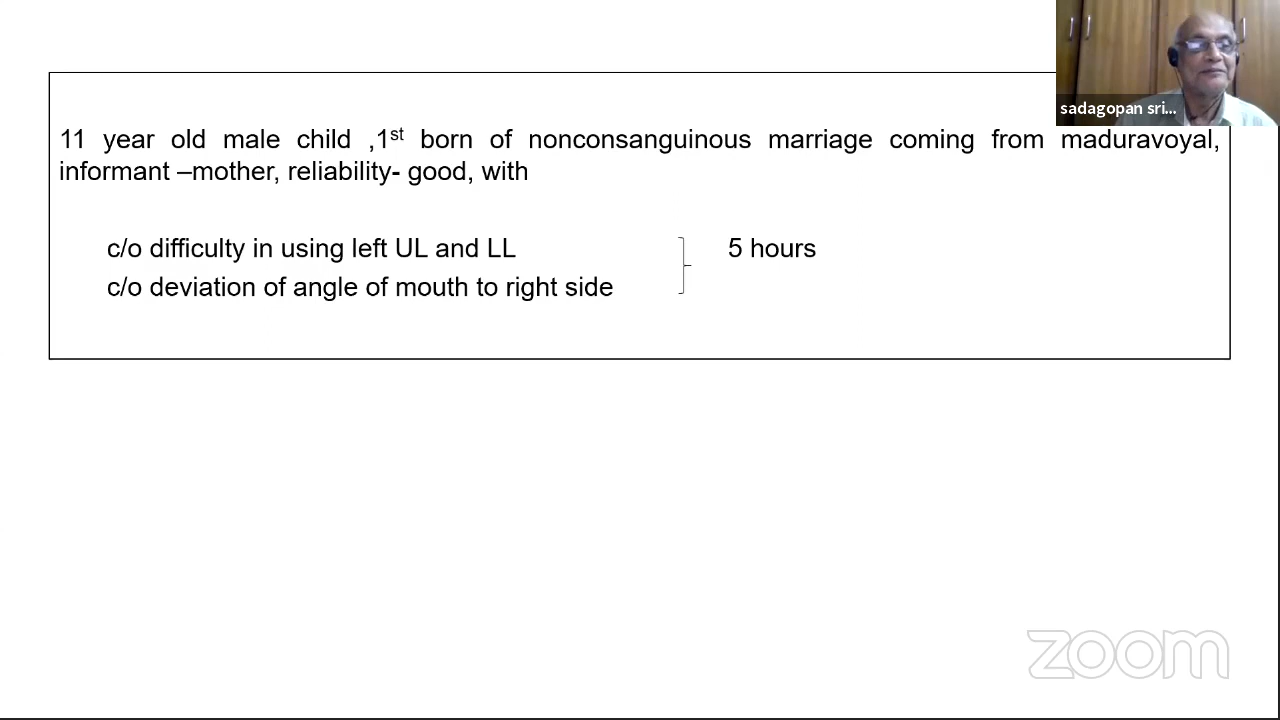 sadagopan sri...
11 year old male child ,1st born of nonconsanguinous marriage coming from maduravoyal,
informant –mother, reliability- good, with
c/o difficulty in using left UL and LL 5 hours
c/o deviation of angle of mouth to right side
zoom